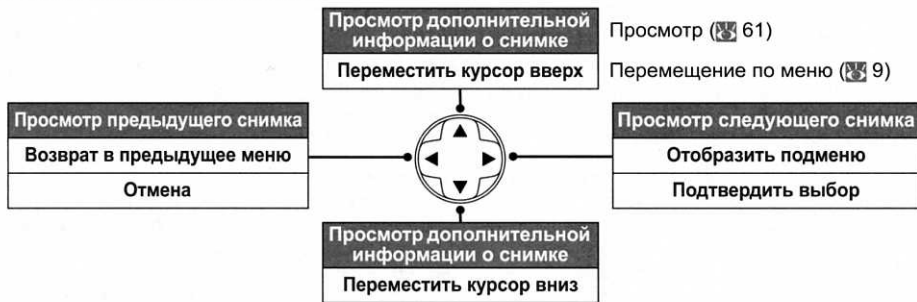 Просмотр дополнительной
информации о снимке
Переместить курсор вверх
Просмотр (61)
Перемещение по меню (9)
Просмотр предыдущего снимка
Возврат в предыдущее меню
Отмена
Просмотр следующего снимка
Отобразить подменю
Подтвердить выбор
Просмотр дополнительной
информации о снимке
Переместить курсор вниз